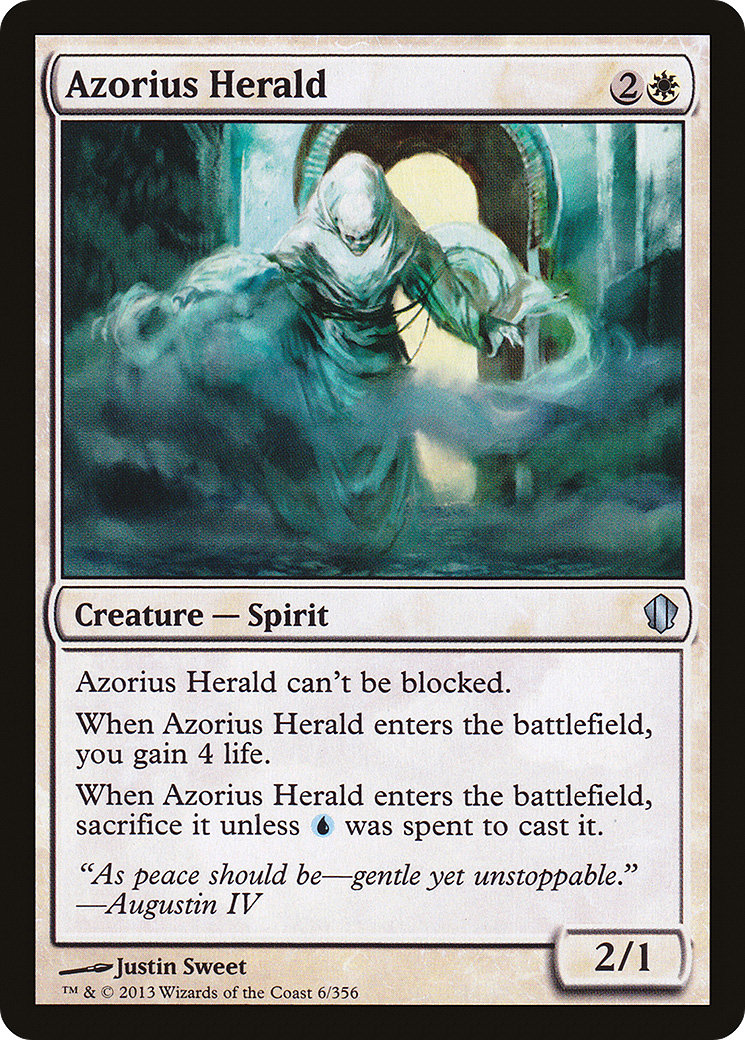 Azorius Herald 2
Creature — Spirit
Azorius Herald can't be blocked.
When Azorius Herald enters the battlefield,
you gain 4 life.
When Azorius Herald enters the battlefield,
sacrifice it unless was spent to cast it.
“As peace should be—gentle yet unstoppable.”
—Augustin IV
2/1
Justin Sweet
™ & © 2013 Wizards of the Coast 6/356